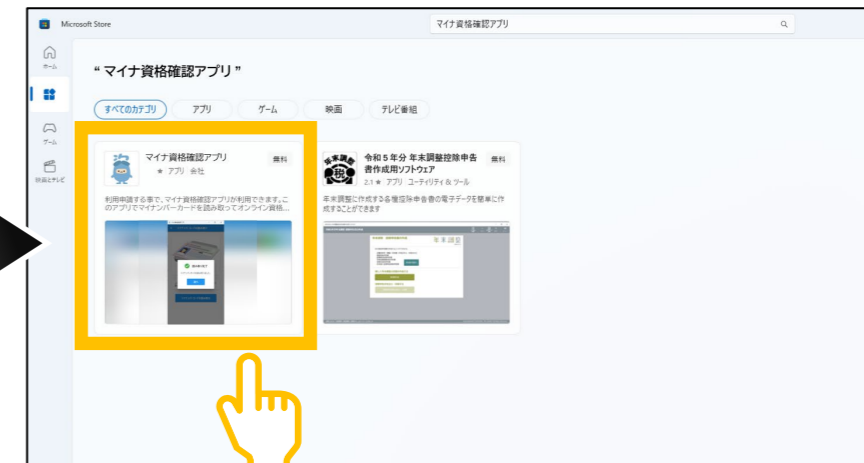 Microsoft Store
マイナ資格確認アプリ
ホーム
ゲーム
映画とテレビ
“ マイナ資格確認アプリ ”
すべてのカテゴリ
アプリ
ゲーム
映画
テレビ番組
マイナ資格確認アプリ
無料
★ アプリ 会社
利用申請する事で、マイナ資格確認アプリが利用できます。こ
のアプリでマイナンバーカードを読み取ってオンライン資格...
年末調整
税
令和５年分 年末調整控除申告
書作成用ソフトウェア
無料
2.1 ★ アプリ ユーティリティ & ツール
年末調整に作成する各種控除申告書の電子データを簡単に作
成することができます